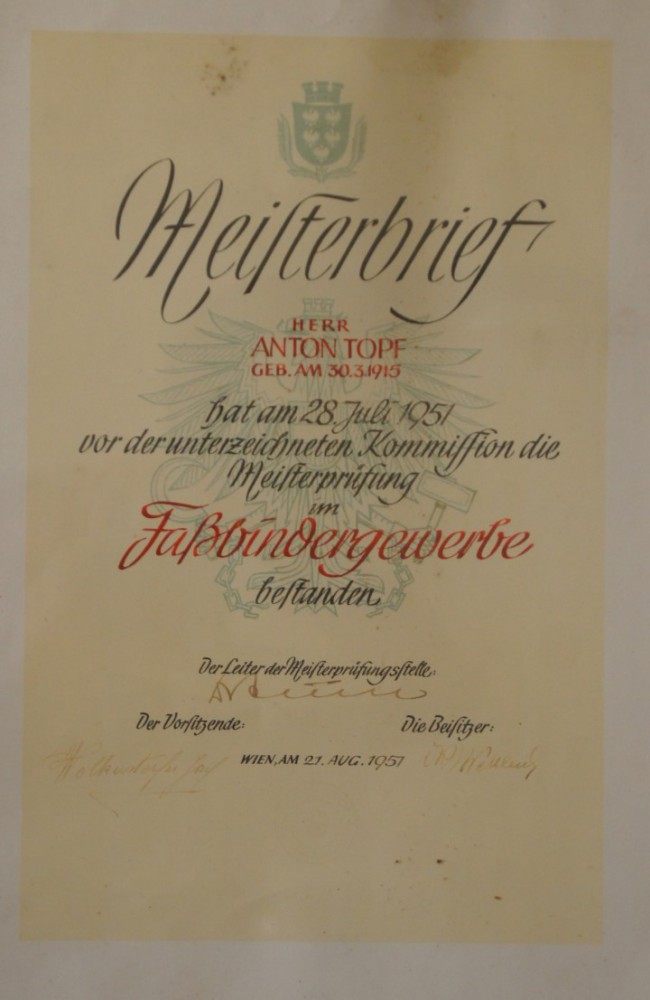 Meisterbrief
HERR
ANTON TOPF
GEB. AM 30.3.1915
hat am 28. Juli 1951
vor der unterzeichneten Kommission die
Meisterprüfung
im
Faßbindergewerbe
bestanden
Der Leiter der Meisterprüfungsstelle:
Der Vorsitzende:
Die Beisitzer:
WIEN, AM 21. AUG. 1951